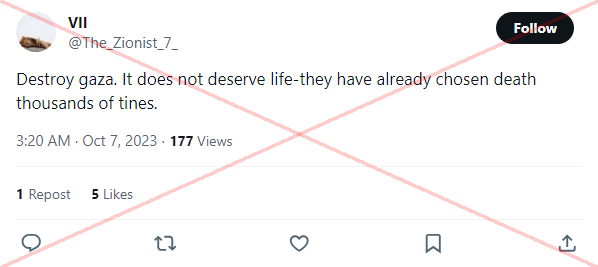 VII
@The_Zionist_7_
Follow
Destroy gaza. It does not deserve life-they have already chosen death
thousands of tines.
3:20 AM · Oct 7, 2023 · 177 Views
1 Repost 5 Likes